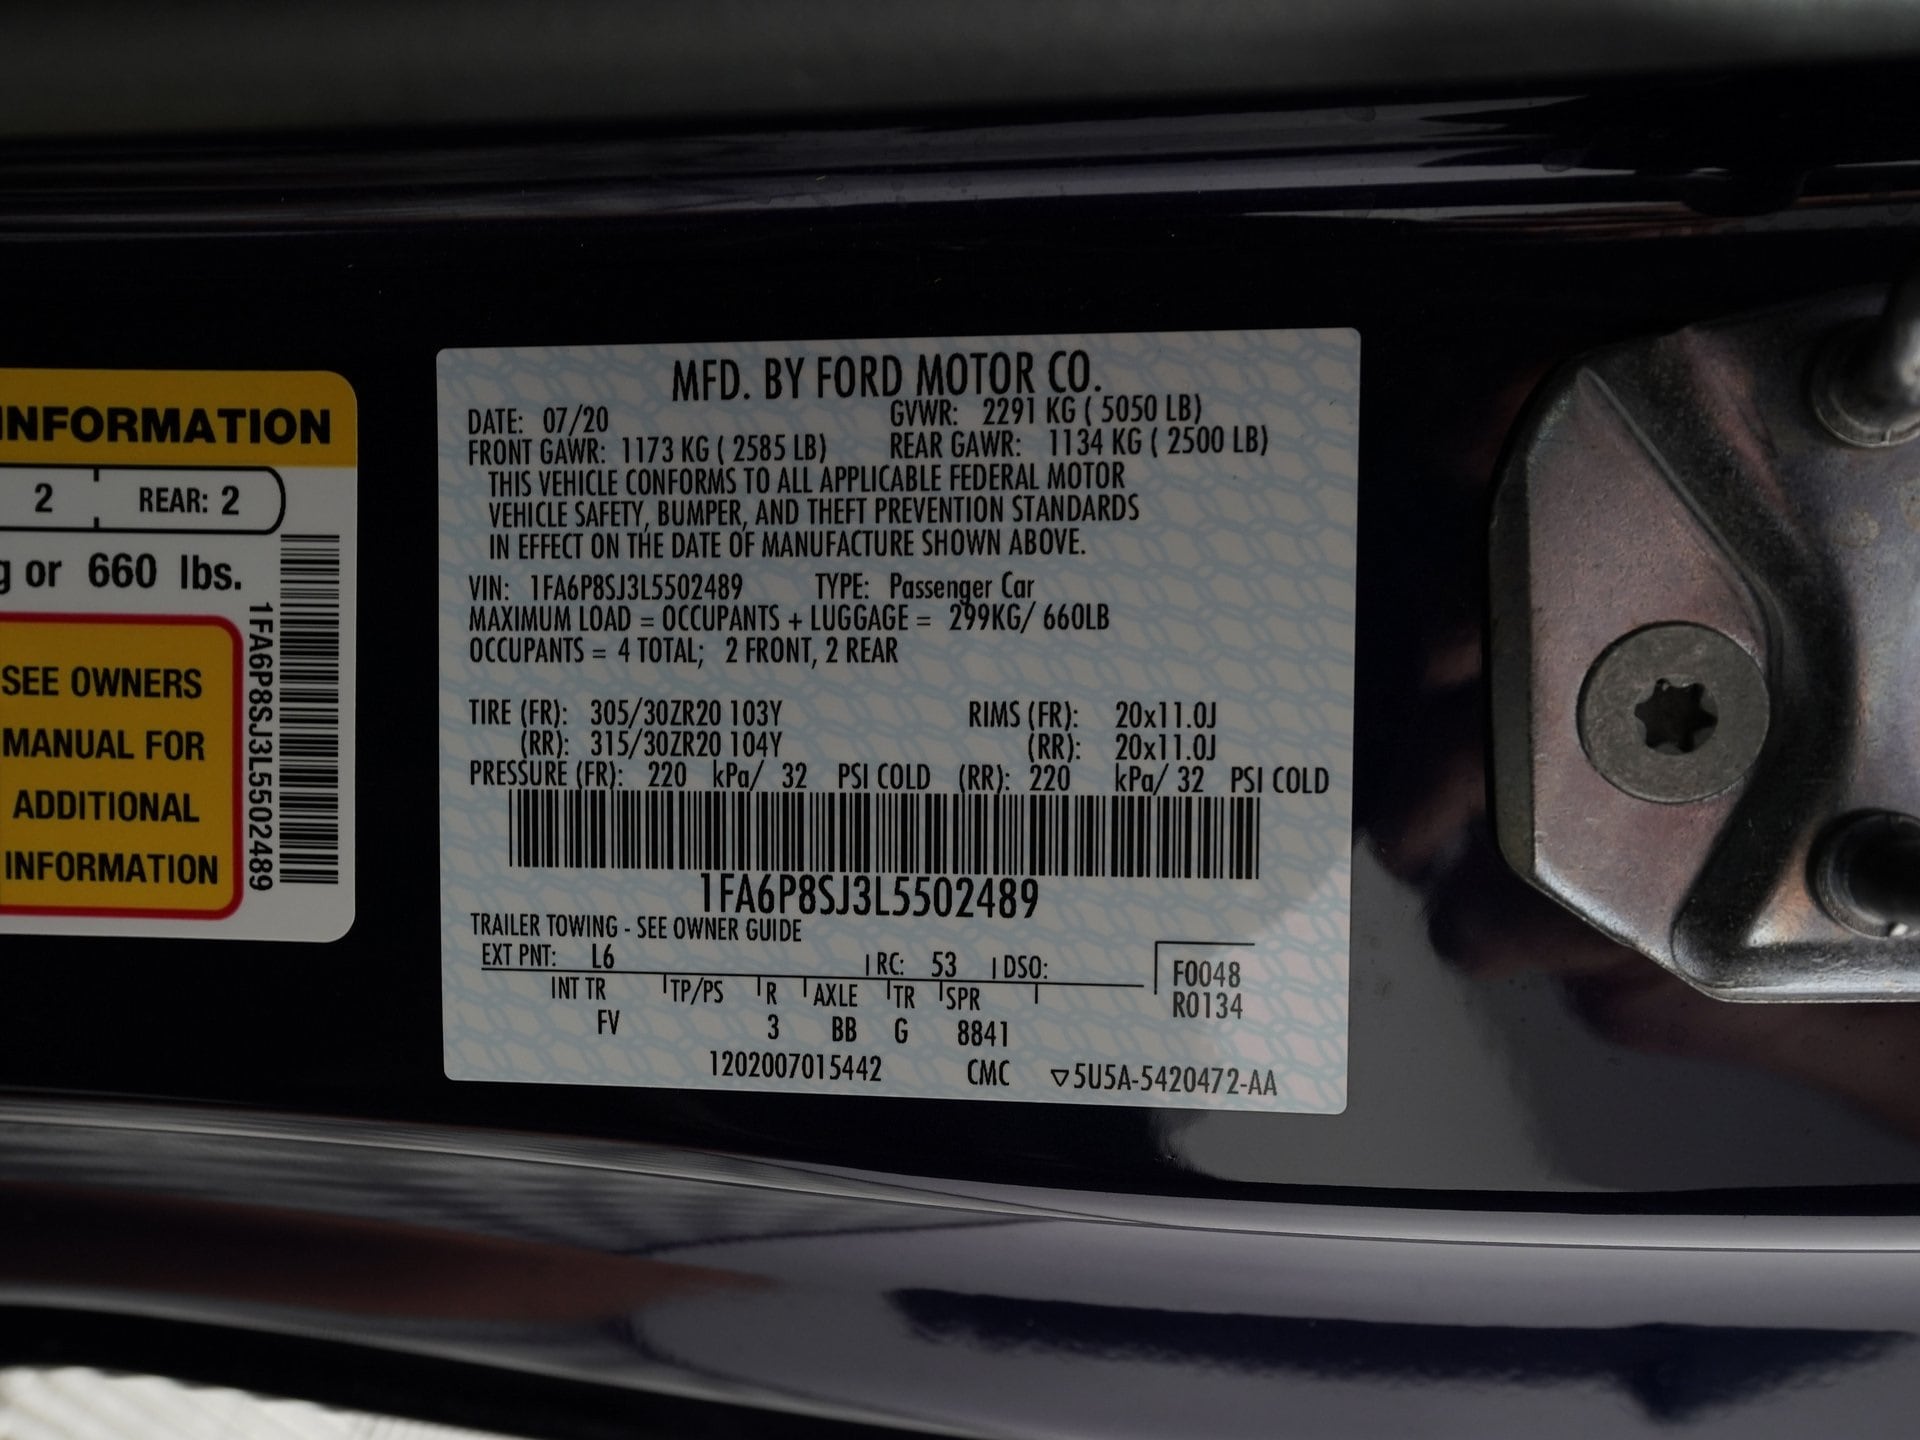 INFORMATION
2 REAR: 2
g or 660 lbs.
SEE OWNERS
MANUAL FOR
ADDITIONAL
INFORMATION
1FA6P8SJ3L5502489
MFD. BY FORD MOTOR CO.
DATE: 07/20 GVWR: 2291 KG ( 5050 LB)
FRONT GAWR: 1173 KG ( 2585 LB) REAR GAWR: 1134 KG ( 2500 LB)
THIS VEHICLE CONFORMS TO ALL APPLICABLE FEDERAL MOTOR
VEHICLE SAFETY, BUMPER, AND THEFT PREVENTION STANDARDS
IN EFFECT ON THE DATE OF MANUFACTURE SHOWN ABOVE.
VIN: 1FA6P8SJ3L5502489 TYPE: Passenger Car
MAXIMUM LOAD = OCCUPANTS + LUGGAGE = 299KG/ 660LB
OCCUPANTS = 4 TOTAL; 2 FRONT, 2 REAR
TIRE (FR): 305/30ZR20 103Y RIMS (FR): 20x11.0J
(RR): 315/30ZR20 104Y (RR): 20x11.0J
PRESSURE (FR): 220 kPa/ 32 PSI COLD (RR): 220 kPa/ 32 PSI COLD
1FA6P8SJ3L5502489
TRAILER TOWING - SEE OWNER GUIDE
EXT PNT: L6 RC: 53 DSO: F0048
INT TR TP/PS R AXLE TR SPR R0134
FV 3 BB G 8841
1202007015442 CMC ▽5U5A-5420472-AA